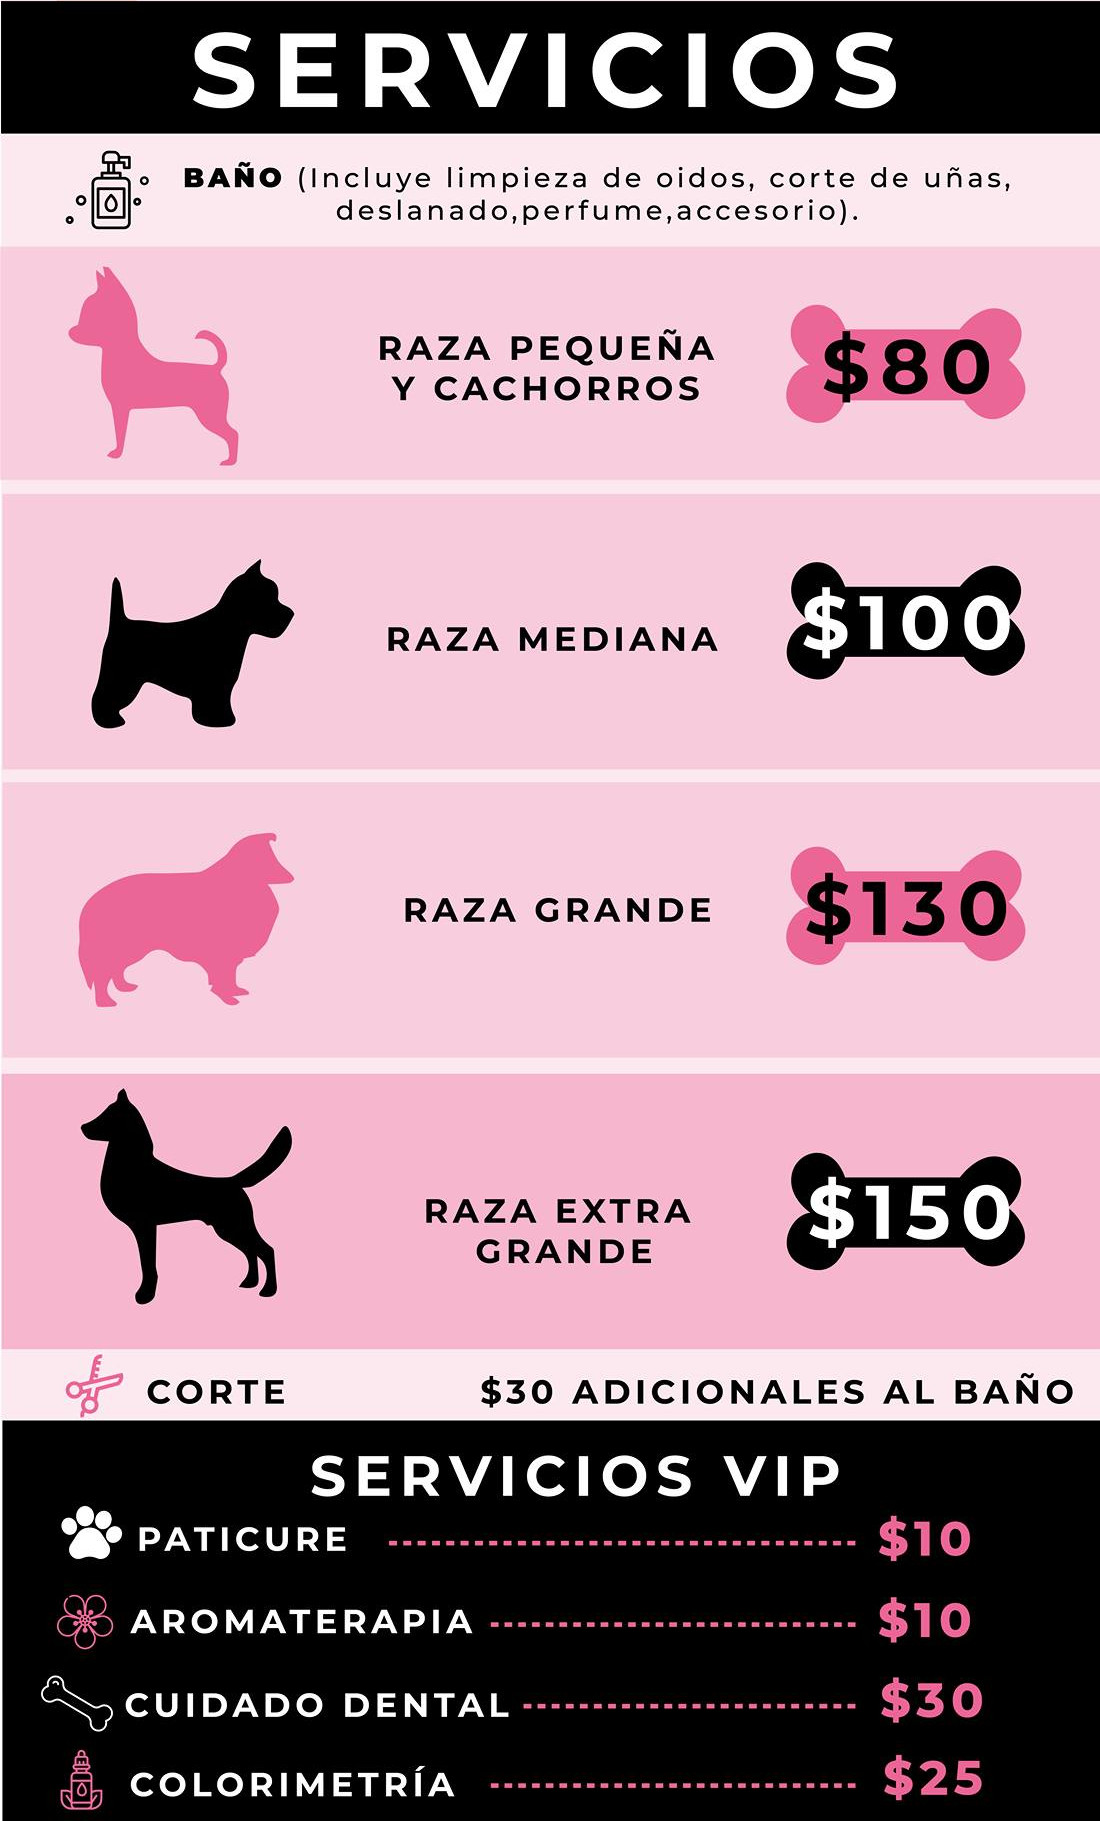 SERVICIOS
BAÑO (Incluye limpieza de oidos, corte de uñas,
deslanado,perfume,accesorio).
RAZA PEQUEÑA
Y CACHORROS
$80
RAZA MEDIANA
$100
RAZA GRANDE
$130
RAZA EXTRA
GRANDE
$150
CORTE $30 ADICIONALES AL BAÑO
SERVICIOS VIP
PATICURE $10
AROMATERAPIA $10
CUIDADO DENTAL $30
COLORIMETRÍA $25